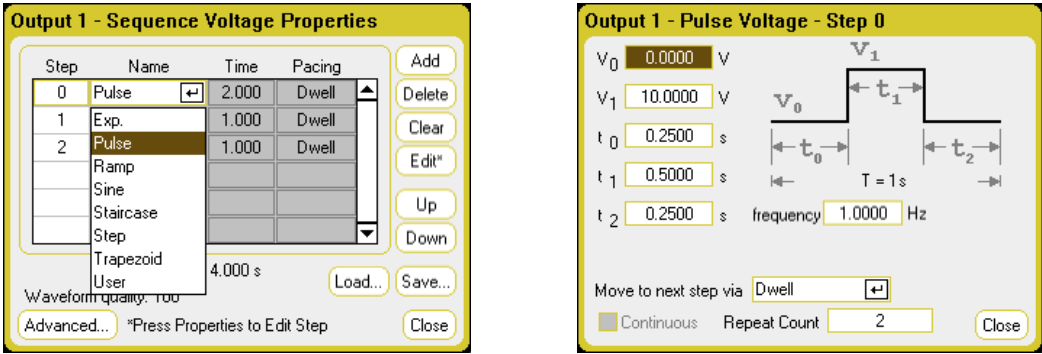 Output 1 - Sequence Voltage Properties
Step Name Time Pacing
0 Pulse 2.000 Dwell
1 Exp. 1.000 Dwell
2 Pulse 1.000 Dwell
Ramp
Sine
Staircase
Step
Trapezoid
User
4.000 s
Waveform quality: 100
Add
Delete
Clear
Edit*
Up
Down
Load... Save...
Advanced... *Press Properties to Edit Step Close
Output 1 - Pulse Voltage - Step 0
V0 0.0000 V
V1 10.0000 V
t 0 0.2500 s
t 1 0.5000 s
t 2 0.2500 s
V1
t1
V0
t0 t2
T = 1 s
frequency 1.0000 Hz
Move to next step via Dwell
Continuous Repeat Count 2 Close